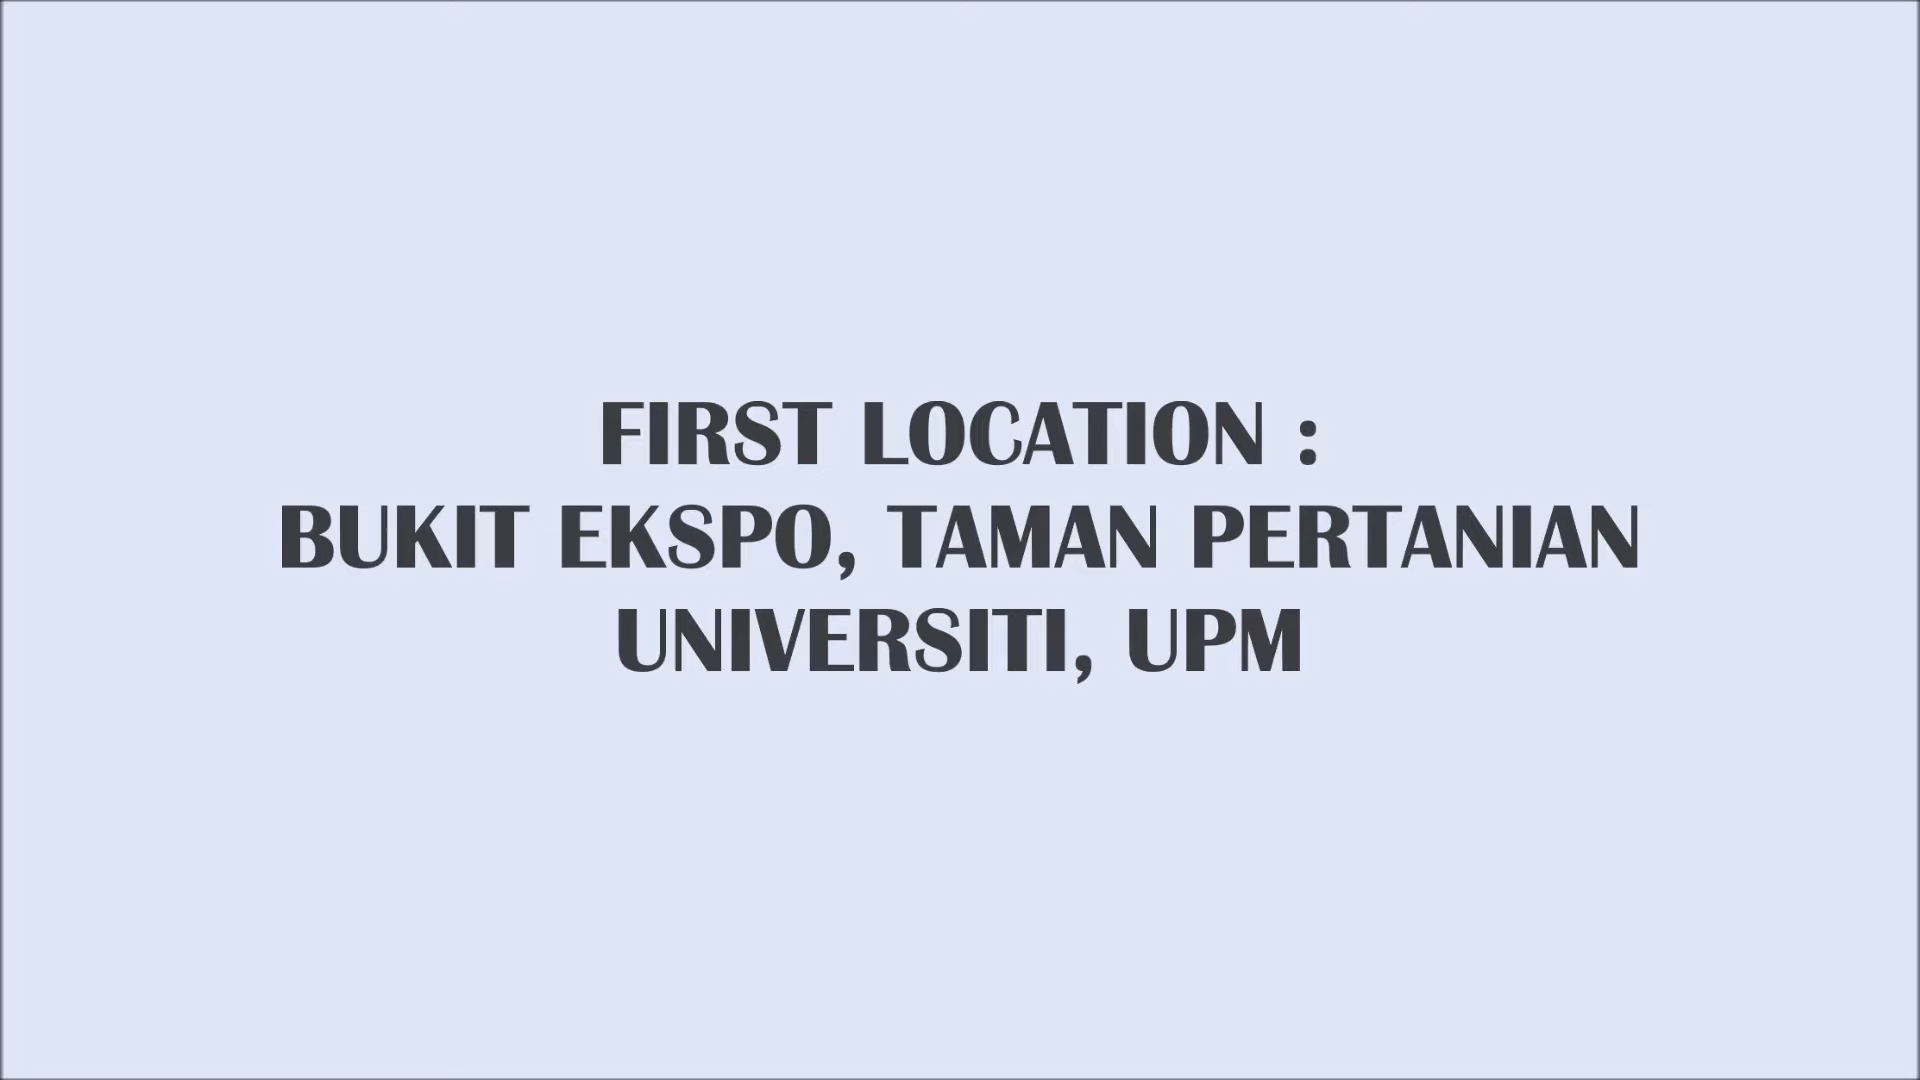 FIRST LOCATION :
BUKIT EKSPO, TAMAN PERTANIAN
UNIVERSITI, UPM